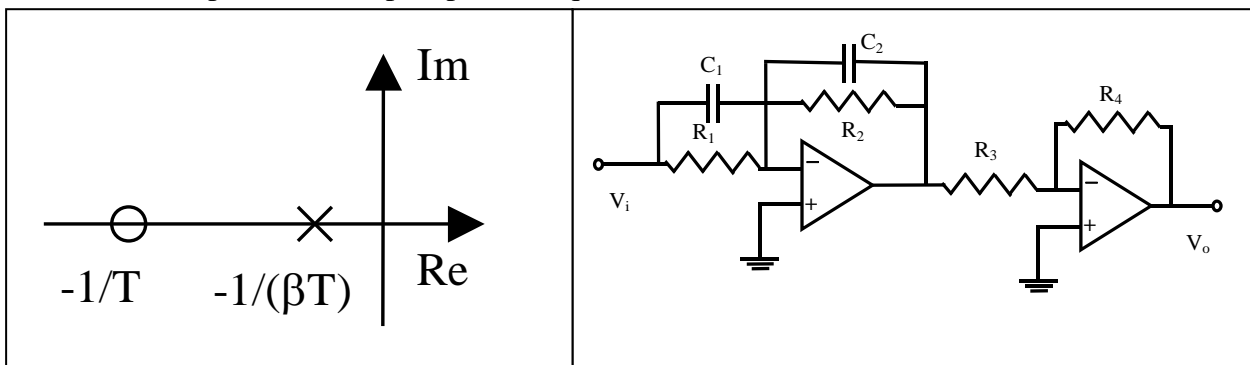 Im
Re
-1/T
-1/(βT)
C2
C1
R1
R2
R4
R3
Vi
Vo
−
+
−
+